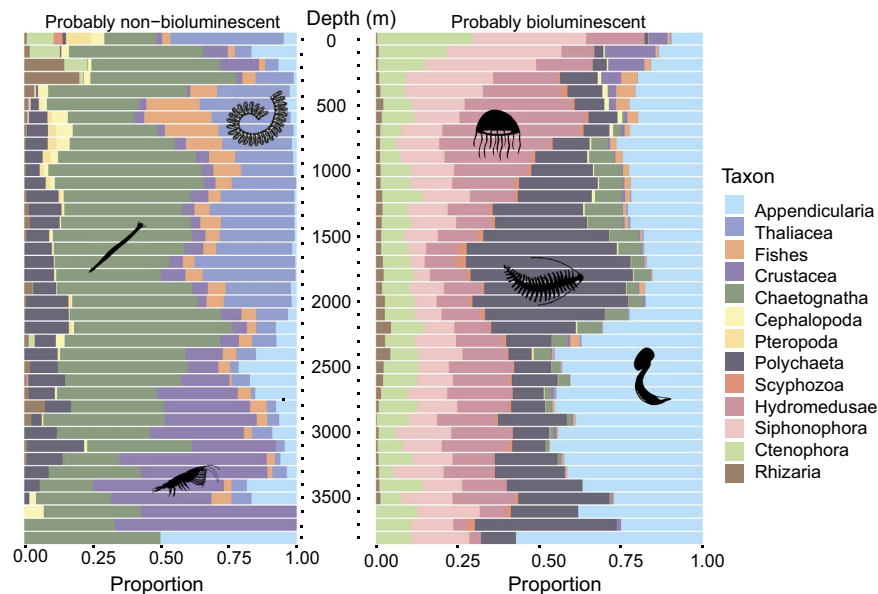 Probably non−bioluminescent
Depth (m)
Probably bioluminescent
0
500
1000
1500
2000
2500
3000
3500
Taxon
Appendicularia
Thaliacea
Fishes
Crustacea
Chaetognatha
Cephalopoda
Pteropoda
Polychaeta
Scyphozoa
Hydromedusae
Siphonophora
Ctenophora
Rhizaria
0.00 0.25 0.50 0.75 1.00
0.00 0.25 0.50 0.75 1.00
Proportion
Proportion